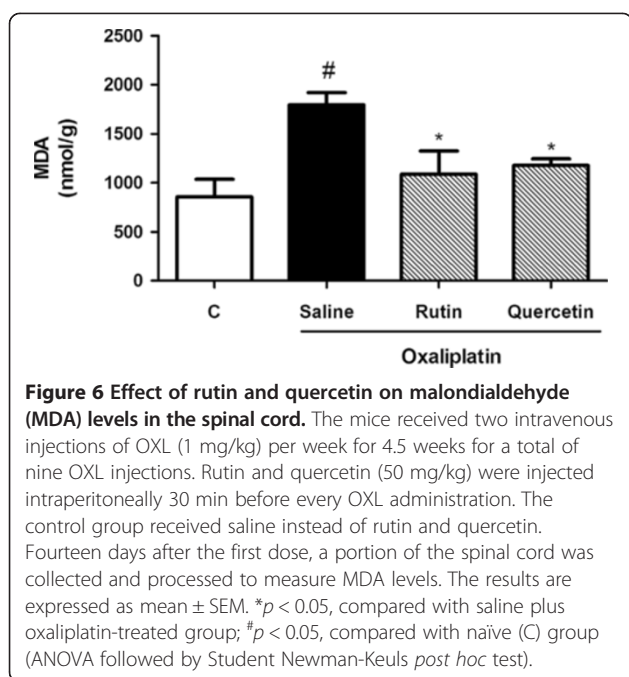 2500
2000
1500
1000
500
0
MDA
(nmol/g)
#
*
*
C Saline Rutin Quercetin
Oxaliplatin
Figure 6 Effect of rutin and quercetin on malondialdehyde
(MDA) levels in the spinal cord. The mice received two intravenous
injections of OXL (1 mg/kg) per week for 4.5 weeks for a total of
nine OXL injections. Rutin and quercetin (50 mg/kg) were injected
intraperitoneally 30 min before every OXL administration. The
control group received saline instead of rutin and quercetin.
Fourteen days after the first dose, a portion of the spinal cord was
collected and processed to measure MDA levels. The results are
expressed as mean ± SEM. *p < 0.05, compared with saline plus
oxaliplatin-treated group; #p < 0.05, compared with naïve (C) group
(ANOVA followed by Student Newman-Keuls post hoc test).